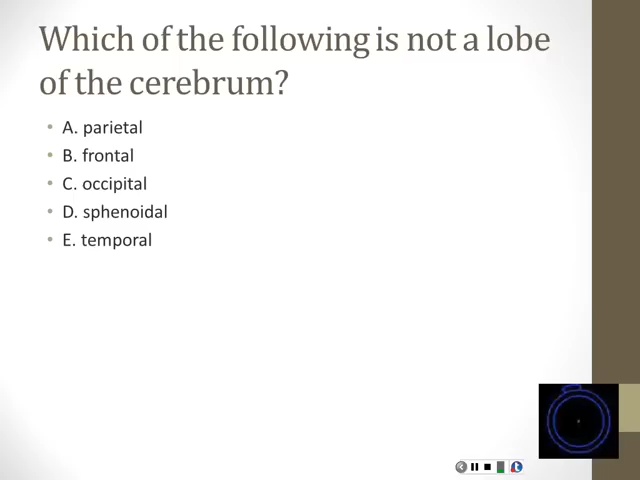 Which of the following is not a lobe
of the cerebrum?
• A. parietal
• B. frontal
• C. occipital
• D. sphenoidal
• E. temporal